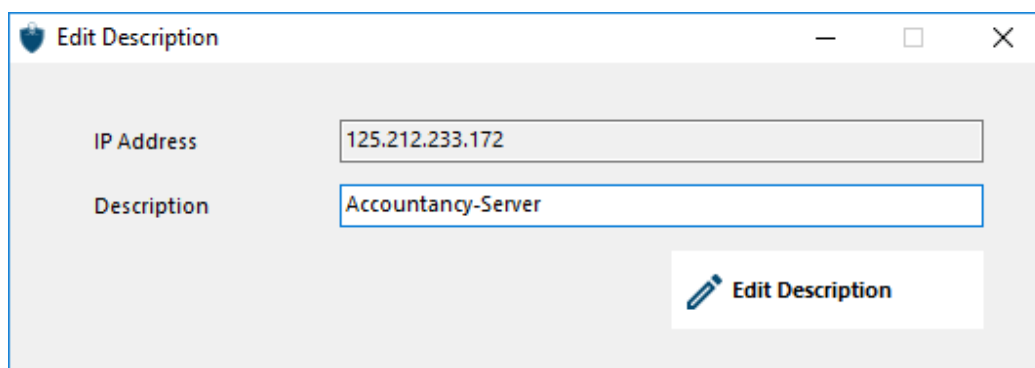 Edit Description
IP Address 125.212.233.172
Description Accountancy-Server
Edit Description